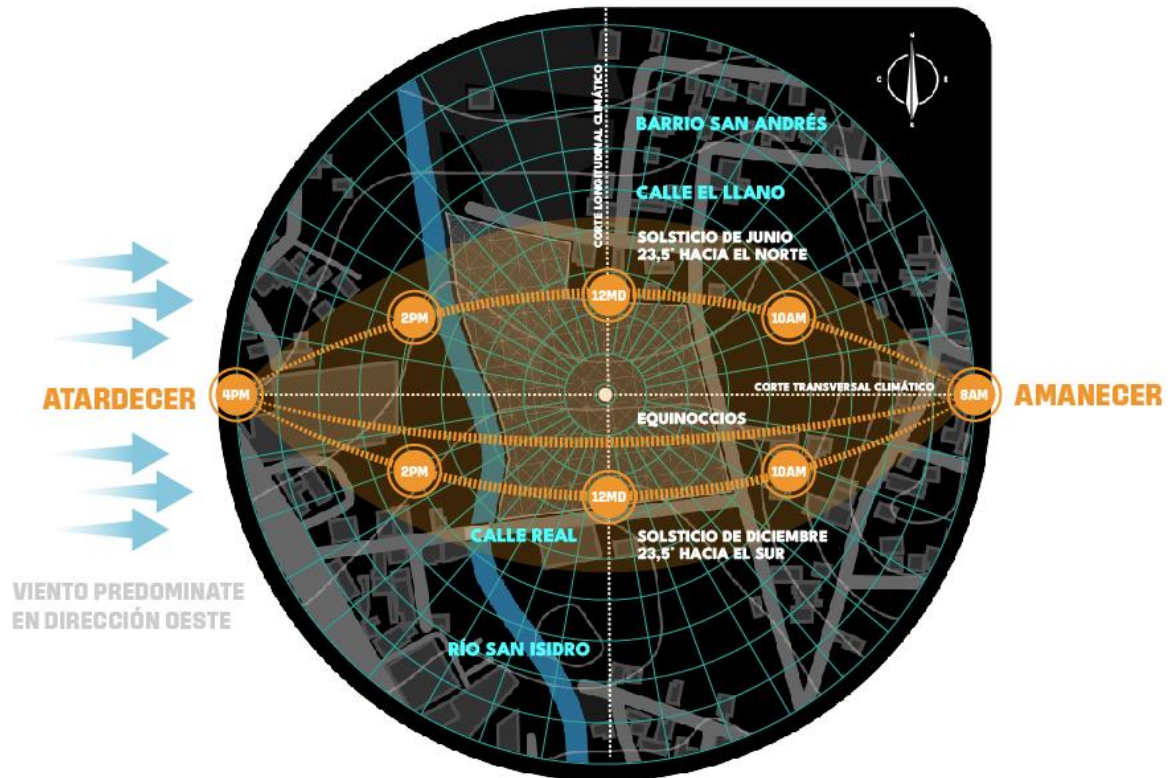 N
O
E
S
CORTE LONGITUDINAL CLIMÁTICO
BARRIO SAN ANDRÉS
CALLE EL LLANO
SOLSTICIO DE JUNIO
23,5° HACIA EL NORTE
12MD
2PM
10AM
ATARDECER
4PM
CORTE TRANSVERSAL CLIMÁTICO
8AM
AMANECER
EQUINOCCIOS
2PM
10AM
12MD
CALLE REAL
SOLSTICIO DE DICIEMBRE
23,5° HACIA EL SUR
VIENTO PREDOMINATE
EN DIRECCIÓN OESTE
RÍO SAN ISIDRO